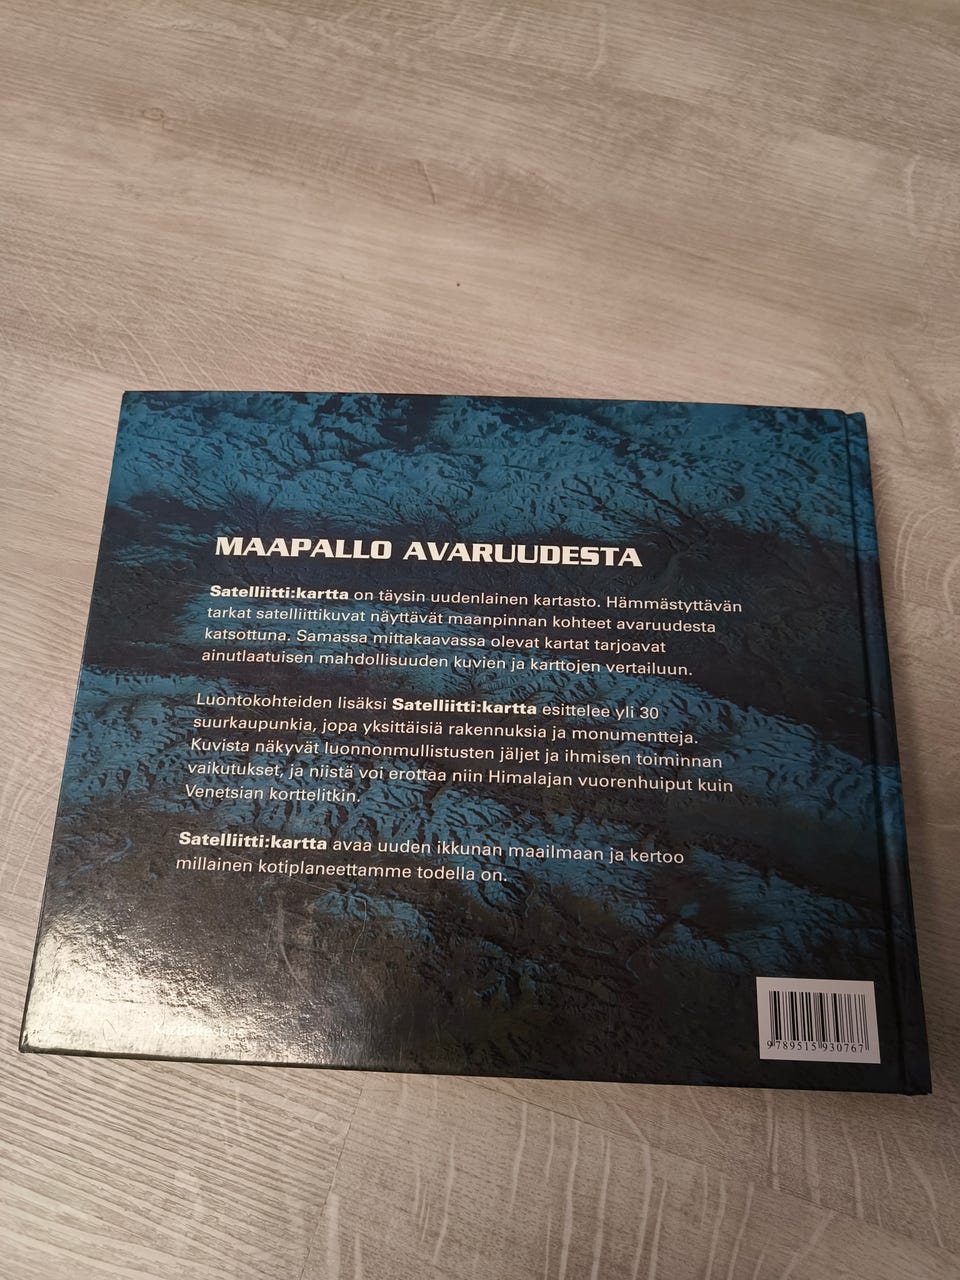 MAAPALLO AVARUUDESTA
Satelliitti:kartta on täysin uudenlainen kartasto. Hämmästyttävän
tarkat satelliittikuvat näyttävät maanpinnan kohteet avaruudesta
katsottuna. Samassa mittakaavassa olevat kartat tarjoavat
ainutlaatuisen mahdollisuuden kuvien ja karttojen vertailuun.
Luontokohteiden lisäksi Satelliitti:kartta esittelee yli 30
suurkaupunkia, jopa yksittäisiä rakennuksia ja monumentteja.
Kuvista näkyvät luonnonmullistusten jäljet ja ihmisen toiminnan
vaikutukset, ja niistä voi erottaa niin Himalajan vuorenhuiput kuin
Venetsian korttelitkin.
Satelliitti:kartta avaa uuden ikkunan maailmaan ja kertoo
millainen kotiplaneettamme todella on.
9 789515 930767